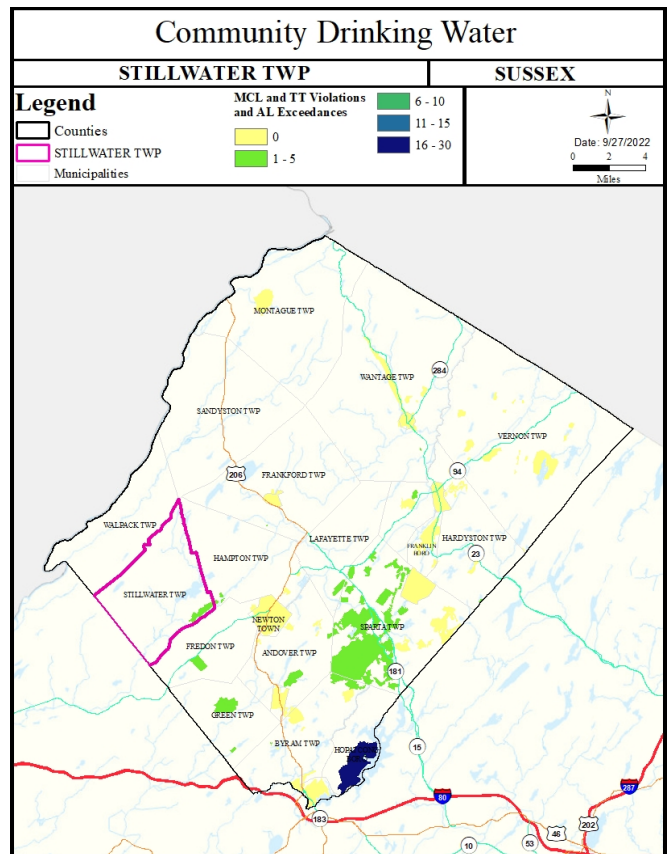 Community Drinking Water
STILLWATER TWP
SUSSEX
Legend
Counties
STILLWATER TWP
Municipalities
MCL and TT Violations
and AL Exceedances
0
1 - 5
6 - 10
11 - 15
16 - 30
N
Date: 9/27/2022
0 2 4
Miles
MONTAGUE TWP
WANTAGE TWP
284
SANDYSTON TWP
VERNON TWP
206
FRANKFORD TWP
94
WALPACK TWP
LAFAYETTE TWP
HARDYSTON TWP
FRANKLIN
BORO
23
HAMPTON TWP
STILLWATER TWP
NEWTON
TOWN
SPARTA TWP
FREDON TWP
ANDOVER TWP
181
GREEN TWP
BYRAM TWP
15
80
287
183
202
46
53
10